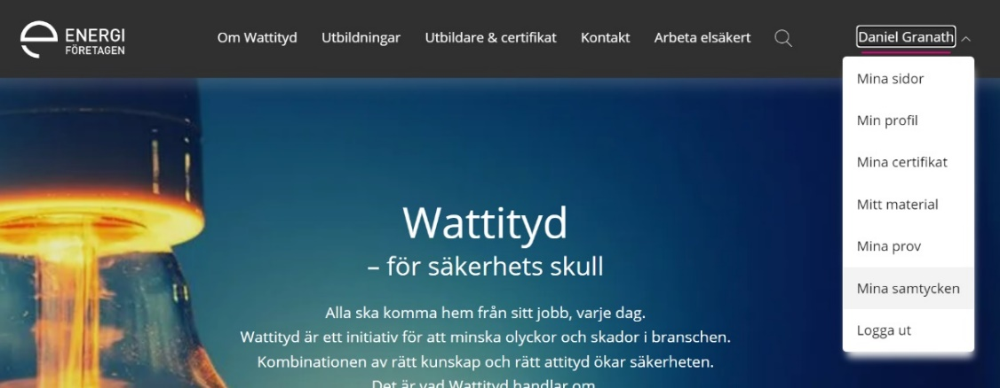 ENERGI
FÖRETAGEN
Om Wattityd Utbildningar Utbildare & certifikat Kontakt Arbeta elsäkert Daniel Granath
Mina sidor
Min profil
Mina certifikat
Mitt material
Mina prov
Mina samtycken
Logga ut
Wattityd
– för säkerhets skull
Alla ska komma hem från sitt jobb, varje dag.
Wattityd är ett initiativ för att minska olyckor och skador i branschen.
Kombinationen av rätt kunskap och rätt attityd ökar säkerheten.
Det är vad Wattityd handlar om.